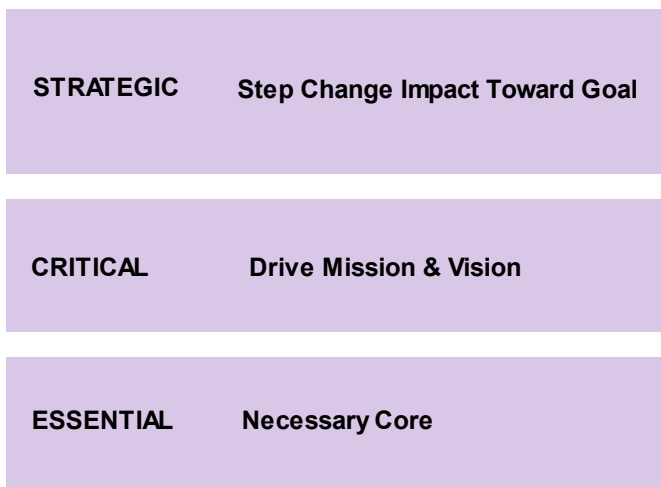 STRATEGIC Step Change Impact Toward Goal
CRITICAL Drive Mission & Vision
ESSENTIAL Necessary Core